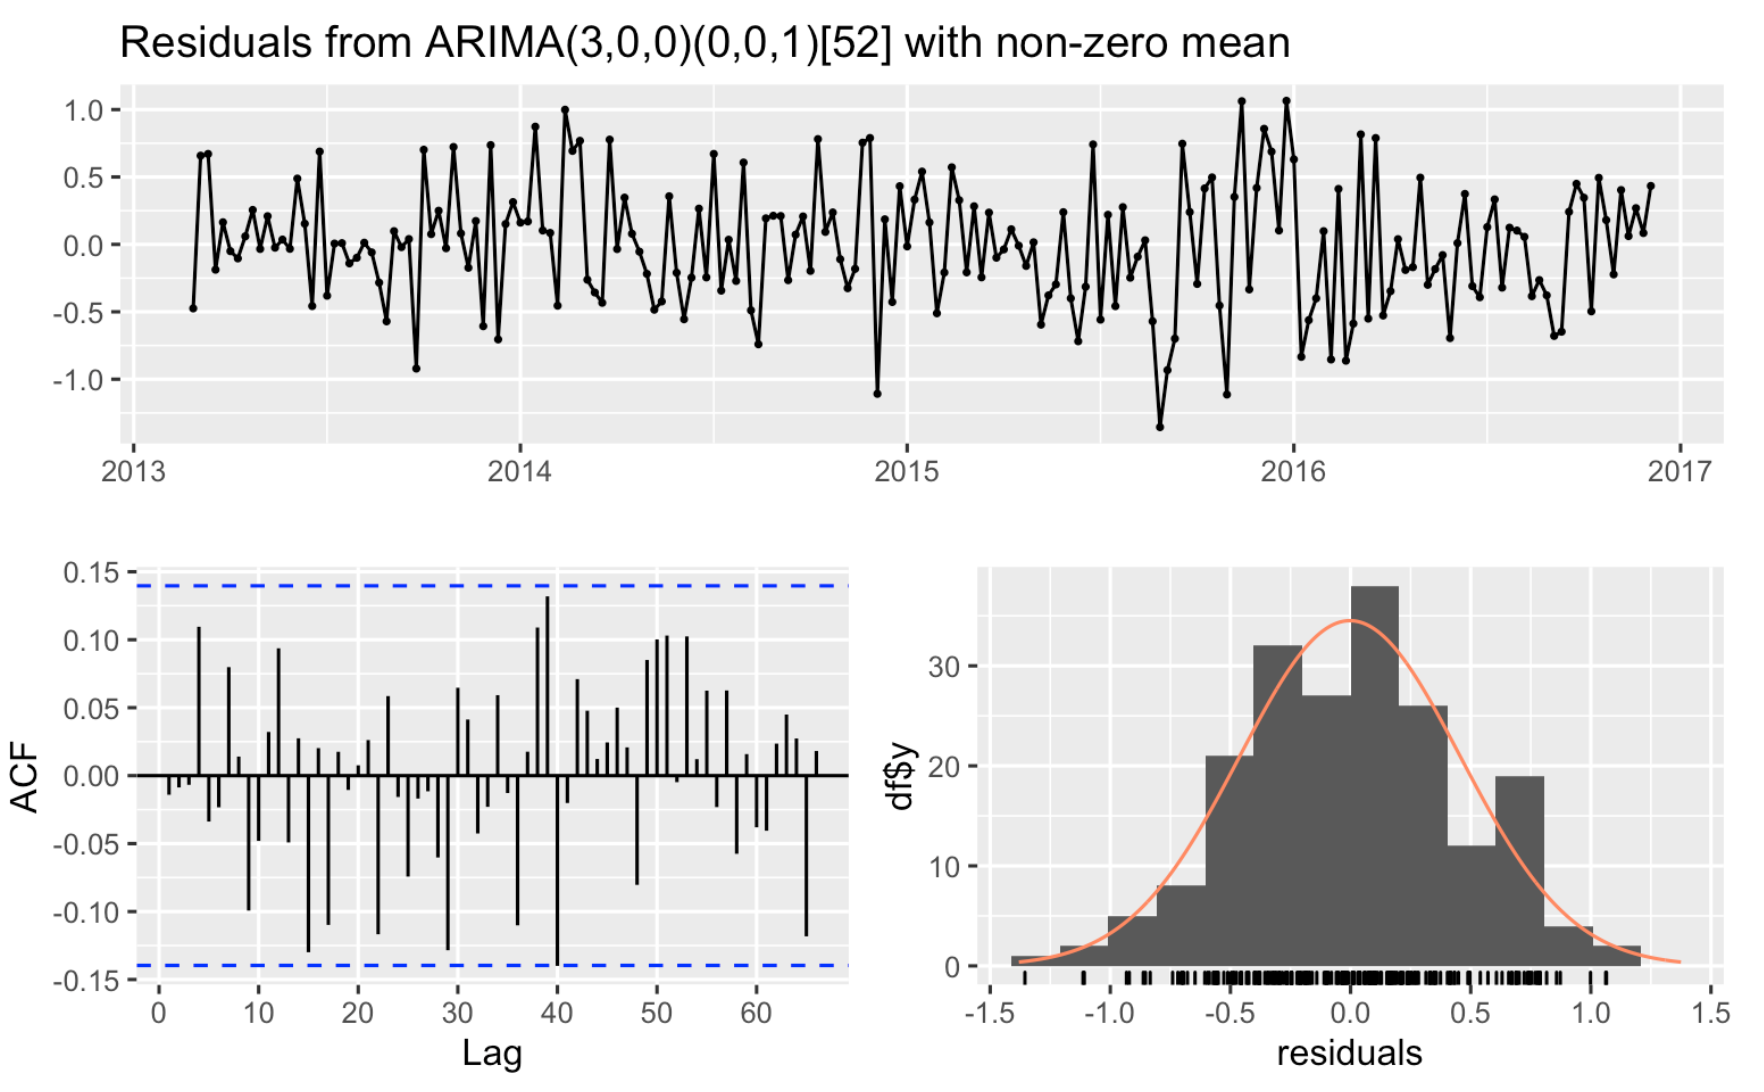 Residuals from ARIMA(3,0,0)(0,0,1)[52] with non-zero mean
1.0
0.5
0.0
-0.5
-1.0
2013 2014 2015 2016 2017
ACF
0.15
0.10
0.05
0.00
-0.05
-0.10
-0.15
0 10 20 30 40 50 60
Lag
df$y
30
20
10
0
-1.5 -1.0 -0.5 0.0 0.5 1.0 1.5
residuals